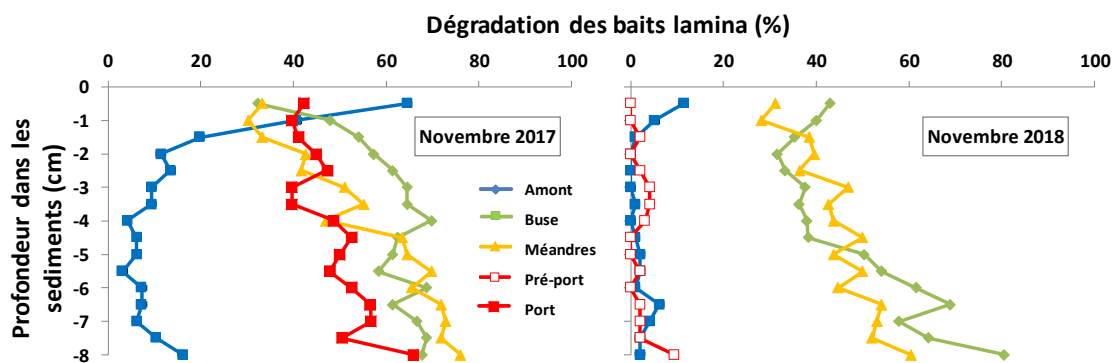 Dégradation des baits lamina (%)
0 20 40 60 80 100
0 20 40 60 80 100
Profondeur dans les
sediments (cm)
0
-1
-2
-3
-4
-5
-6
-7
-8
Novembre 2017
Novembre 2018
Amont
Buse
Méandres
Pré-port
Port